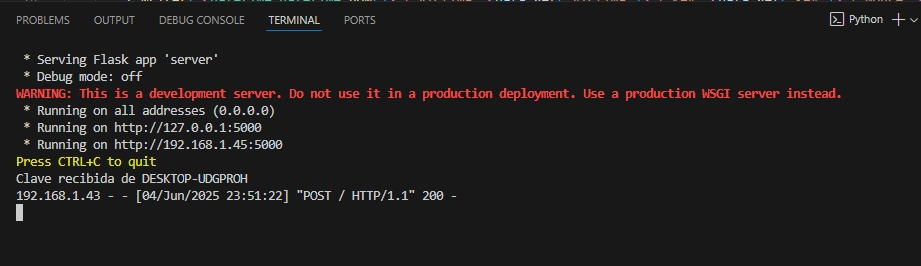 PROBLEMS OUTPUT DEBUG CONSOLE TERMINAL PORTS
Python
* Serving Flask app 'server'
* Debug mode: off
WARNING: This is a development server. Do not use it in a production deployment. Use a production WSGI server instead.
* Running on all addresses (0.0.0.0)
* Running on http://127.0.0.1:5000
* Running on http://192.168.1.45:5000
Press CTRL+C to quit
Clave recibida de DESKTOP-UDGPROH
192.168.1.43 - - [04/Jun/2025 23:51:22] "POST / HTTP/1.1" 200 -